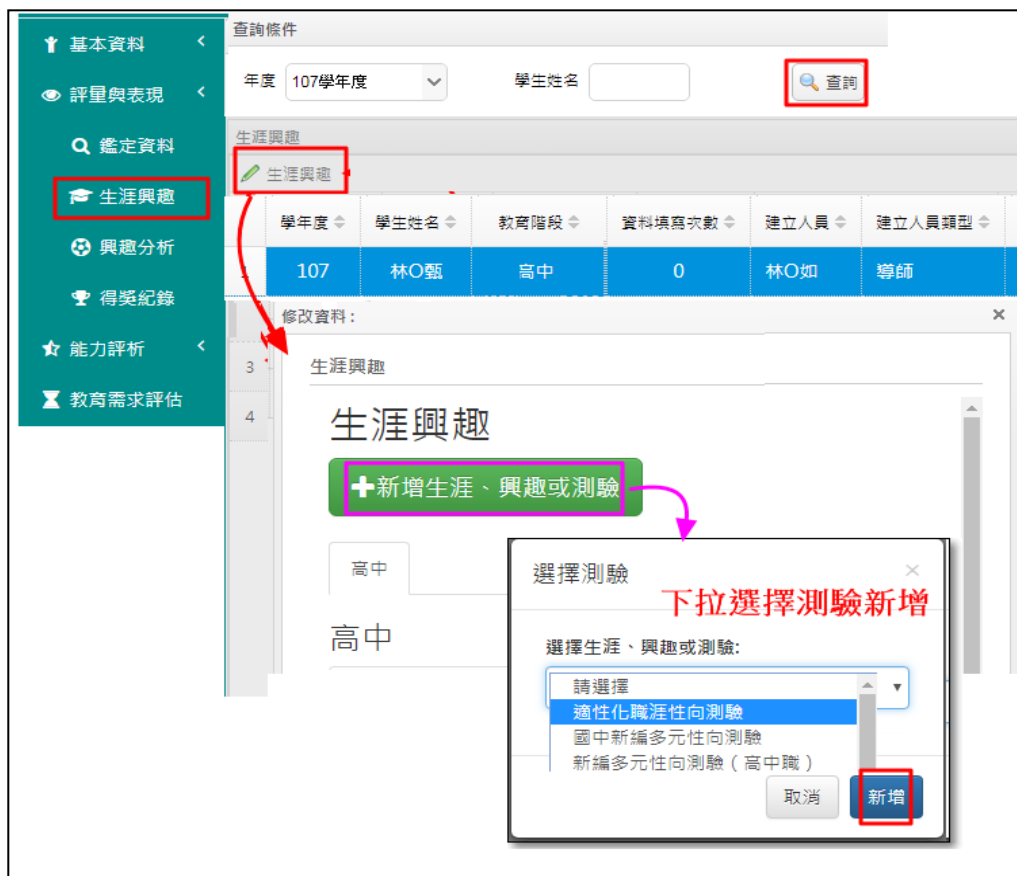 基本資料
評量與表現
鑑定資料
生涯興趣
興趣分析
得獎紀錄
能力評析
教育需求評估
查詢條件
年度 107學年度 學生姓名 查詢
生涯興趣
生涯興趣
學年度 學生姓名 教育階段 資料填寫次數 建立人員 建立人員類型
107 林O甄 高中 0 林O如 導師
修改資料：
3
4
生涯興趣
生涯興趣
新增生涯、興趣或測驗
高中
高中
選擇測驗
下拉選擇測驗新增
選擇生涯、興趣或測驗:
請選擇
適性化職涯性向測驗
國中新編多元性向測驗
新編多元性向測驗（高中職）
取消 新增